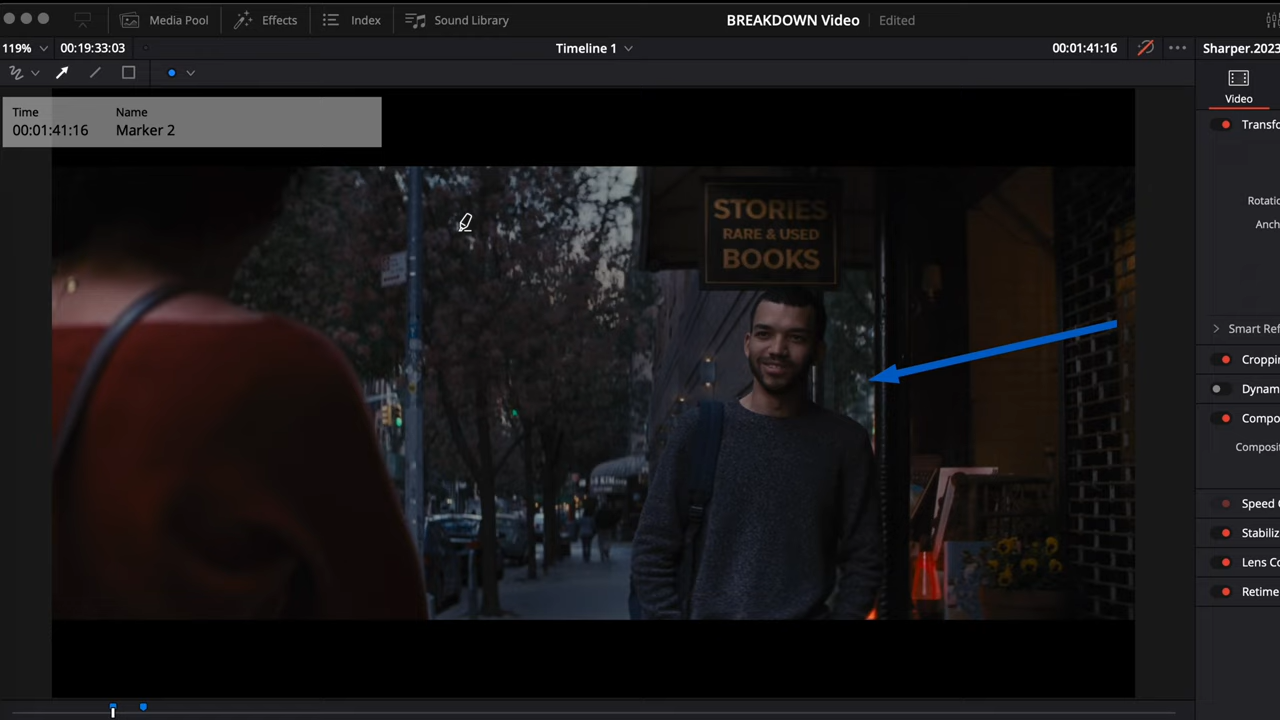 Media Pool
Effects
Index
Sound Library
BREAKDOWN Video
Edited
119%
00:19:33:03
Timeline 1
00:01:41:16
Sharper.2023
Time
Name
00:01:41:16
Marker 2
Video
Transfo
Rotatio
Anch
Smart Ref
Croppin
Dynam
Compo
Composit
Speed C
Stabiliz
Lens Co
Retime
STORIES
RARE & USED
BOOKS